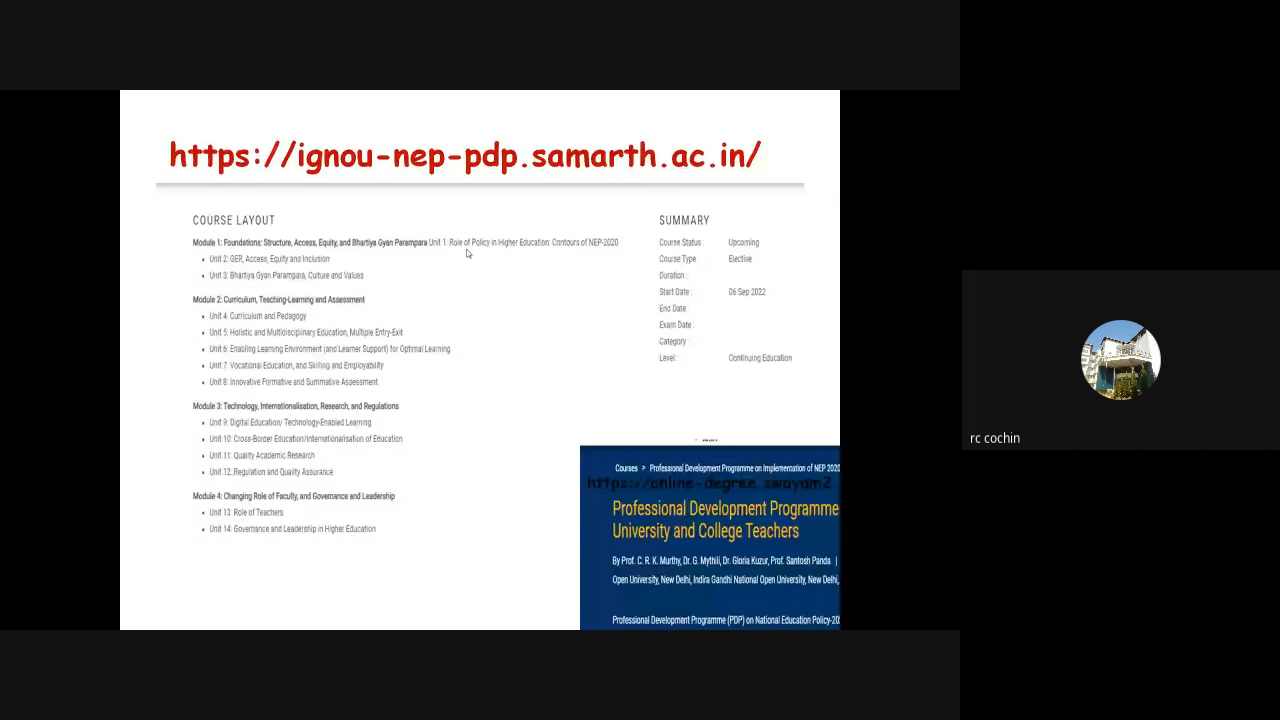 https://ignou-nep-pdp.samarth.ac.in/
COURSE LAYOUT
Module 1: Foundations: Structure, Access, Equity, and Bhartiya Gyan Parampara Unit 1: Role of Policy in Higher Education: Contours of NEP-2020
Unit 2: GER, Access, Equity and Inclusion
Unit 3: Bhartiya Gyan Parampara, Culture and Values
Module 2: Curriculum, Teaching-Learning and Assessment
Unit 4: Curriculum and Pedagogy
Unit 5: Holistic and Multidisciplinary Education, Multiple Entry-Exit
Unit 6: Enabling Learning Environment (and Learner Support) for Optimal Learning
Unit 7: Vocational Education, and Skilling and Employability
Unit 8: Innovative Formative and Summative Assessment
Module 3: Technology, Internationalisation, Research, and Regulations
Unit 9: Digital Education/ Technology-Enabled Learning
Unit 10: Cross-Border Education/Internationalisation of Education
Unit 11: Quality Academic Research
Unit 12: Regulation and Quality Assurance
Module 4: Changing Role of Faculty, and Governance and Leadership
Unit 13: Role of Teachers
Unit 14: Governance and Leadership in Higher Education
SUMMARY
Course Status : Upcoming
Course Type : Elective
Duration :
Start Date : 06 Sep 2022
End Date :
Exam Date :
Category :
Level : Continuing Education
Courses > Professional Development Programme on Implementation of NEP 2020
https://online-degree.swayam2
Professional Development Programme
University and College Teachers
By Prof. C. R. K. Murthy, Dr. G. Mythili, Dr. Gloria Kuzur, Prof. Santosh Panda |
Open University, New Delhi, Indira Gandhi National Open University, New Delhi,
Professional Development Programme (PDP) on National Education Policy-20
rc cochin